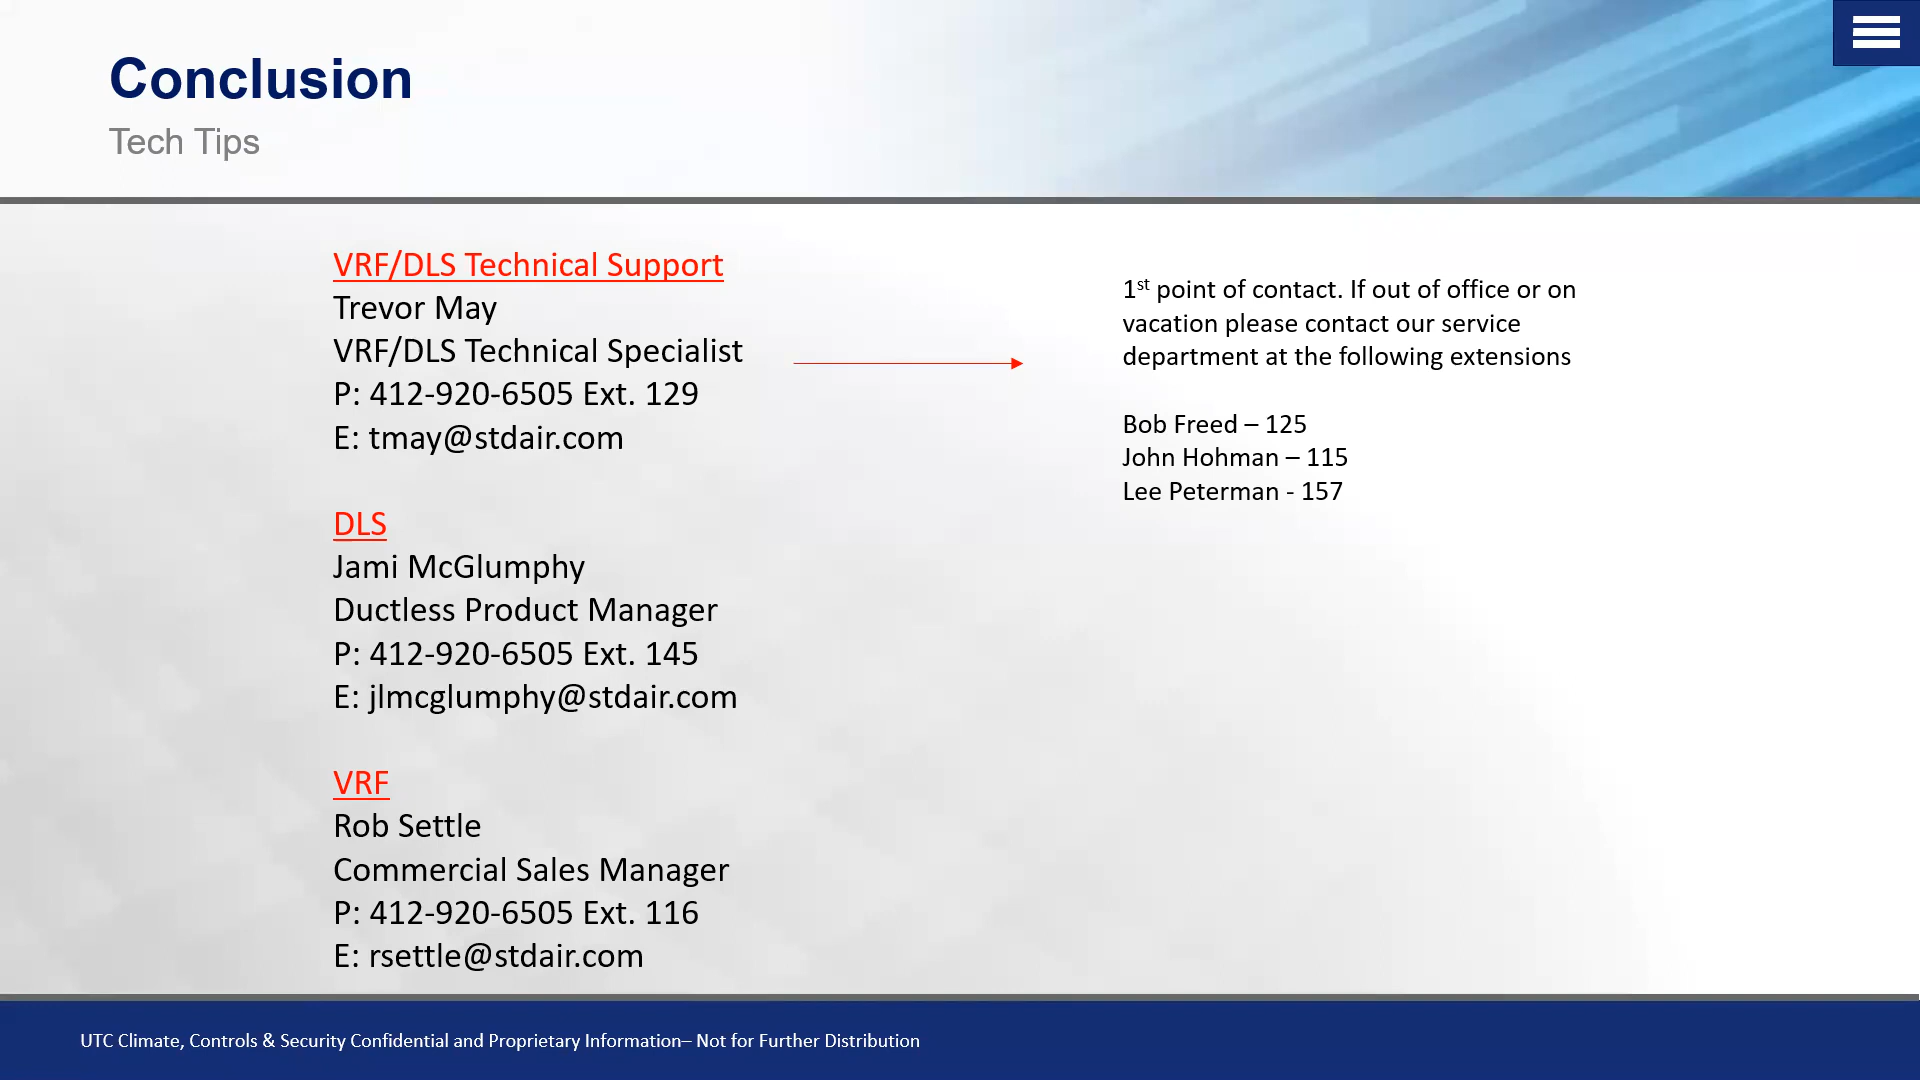 Conclusion
Tech Tips
VRF/DLS Technical Support
Trevor May
VRF/DLS Technical Specialist
P: 412-920-6505 Ext. 129
E: tmay@stdair.com
1st point of contact. If out of office or on
vacation please contact our service
department at the following extensions
Bob Freed – 125
John Hohman – 115
Lee Peterman - 157
DLS
Jami McGlumphy
Ductless Product Manager
P: 412-920-6505 Ext. 145
E: jlmcglumphy@stdair.com
VRF
Rob Settle
Commercial Sales Manager
P: 412-920-6505 Ext. 116
E: rsettle@stdair.com
UTC Climate, Controls & Security Confidential and Proprietary Information– Not for Further Distribution